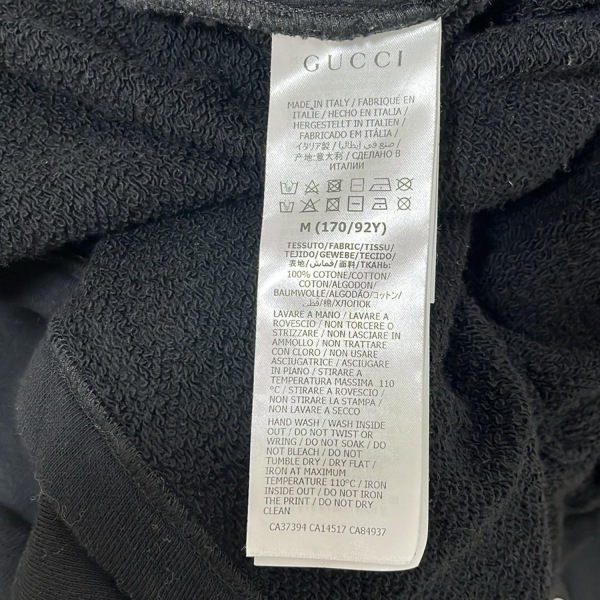 GUCCI
MADE IN ITALY / FABRIQUÉ EN
ITALIE / HECHO EN ITALIA /
HERGESTELLT IN ITALIEN /
FABRICADO EM ITÁLIA /
イタリア製 / صنع في إيطاليا /
产地:意大利 / СДЕЛАНО В
ИТАЛИИ
M (170/92Y)
TESSUTO/FABRIC/TISSU/
TEJIDO/GEWEBE/TECIDO/
表地/قماش/面料/ТКАНЬ:
100% COTONE/COTTON/
COTON/ALGODON/
BAUMWOLLE/ALGODÃO/コットン/
قطن/棉/ХЛОПОК
LAVARE A MANO / LAVARE A
ROVESCIO / NON TORCERE O
STRIZZARE / NON LASCIARE IN
AMMOLLO / NON TRATTARE
CON CLORO / NON USARE
ASCIUGATRICE / ASCIUGARE
IN PIANO / STIRARE A
TEMPERATURA MASSIMA 110
°C / STIRARE A ROVESCIO /
NON STIRARE LA STAMPA /
NON LAVARE A SECCO
HAND WASH / WASH INSIDE
OUT / DO NOT TWIST OR
WRING / DO NOT SOAK / DO
NOT BLEACH / DO NOT
TUMBLE DRY / DRY FLAT /
IRON AT MAXIMUM
TEMPERATURE 110°C / IRON
INSIDE OUT / DO NOT IRON
THE PRINT / DO NOT DRY
CLEAN
CA37394 CA14517 CA84937